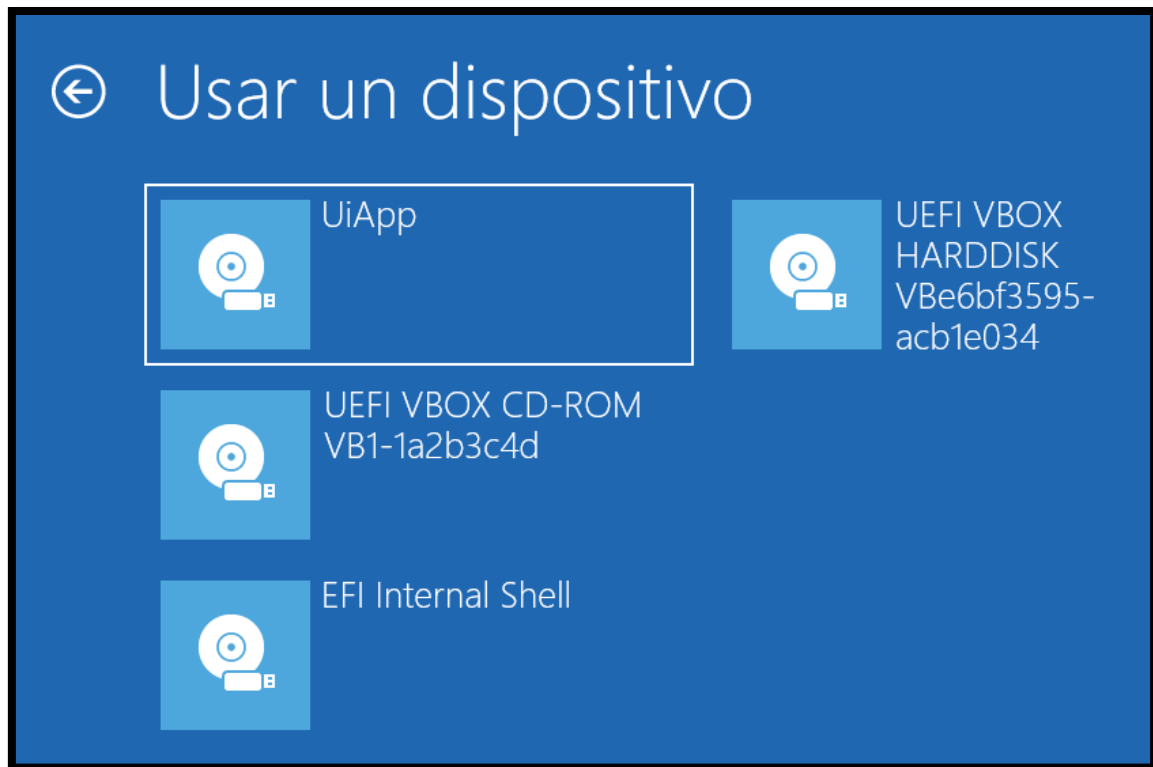 Usar un dispositivo
UiApp
UEFI VBOX CD-ROM
VB1-1a2b3c4d
EFI Internal Shell
UEFI VBOX
HARDDISK
VBe6bf3595-
acb1e034